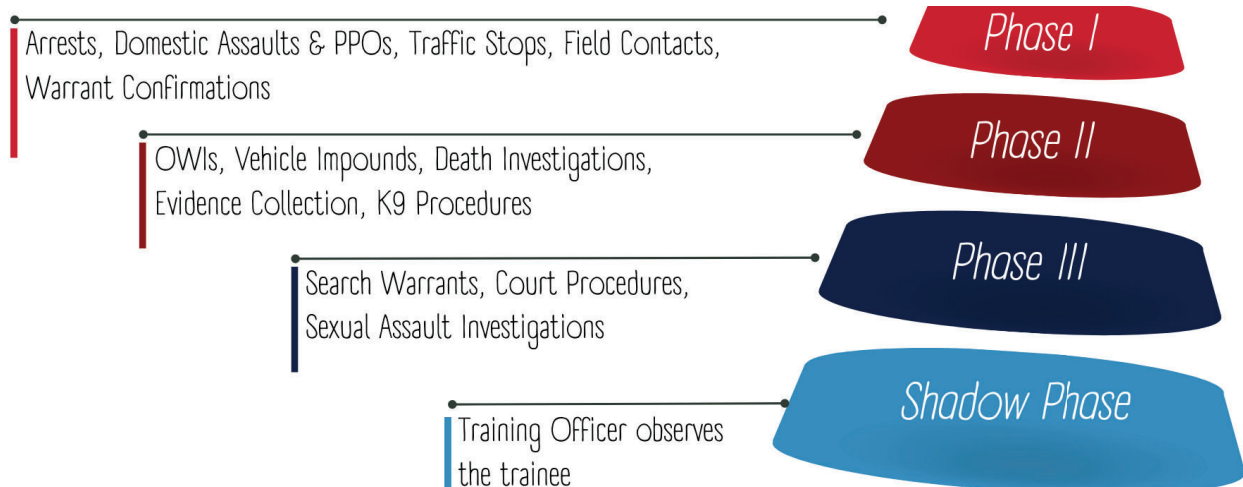 Phase I
Arrests, Domestic Assaults & PPOs, Traffic Stops, Field Contacts,
Warrant Confirmations
Phase II
OWIs, Vehicle Impounds, Death Investigations,
Evidence Collection, K9 Procedures
Phase III
Search Warrants, Court Procedures,
Sexual Assault Investigations
Shadow Phase
Training Officer observes
the trainee